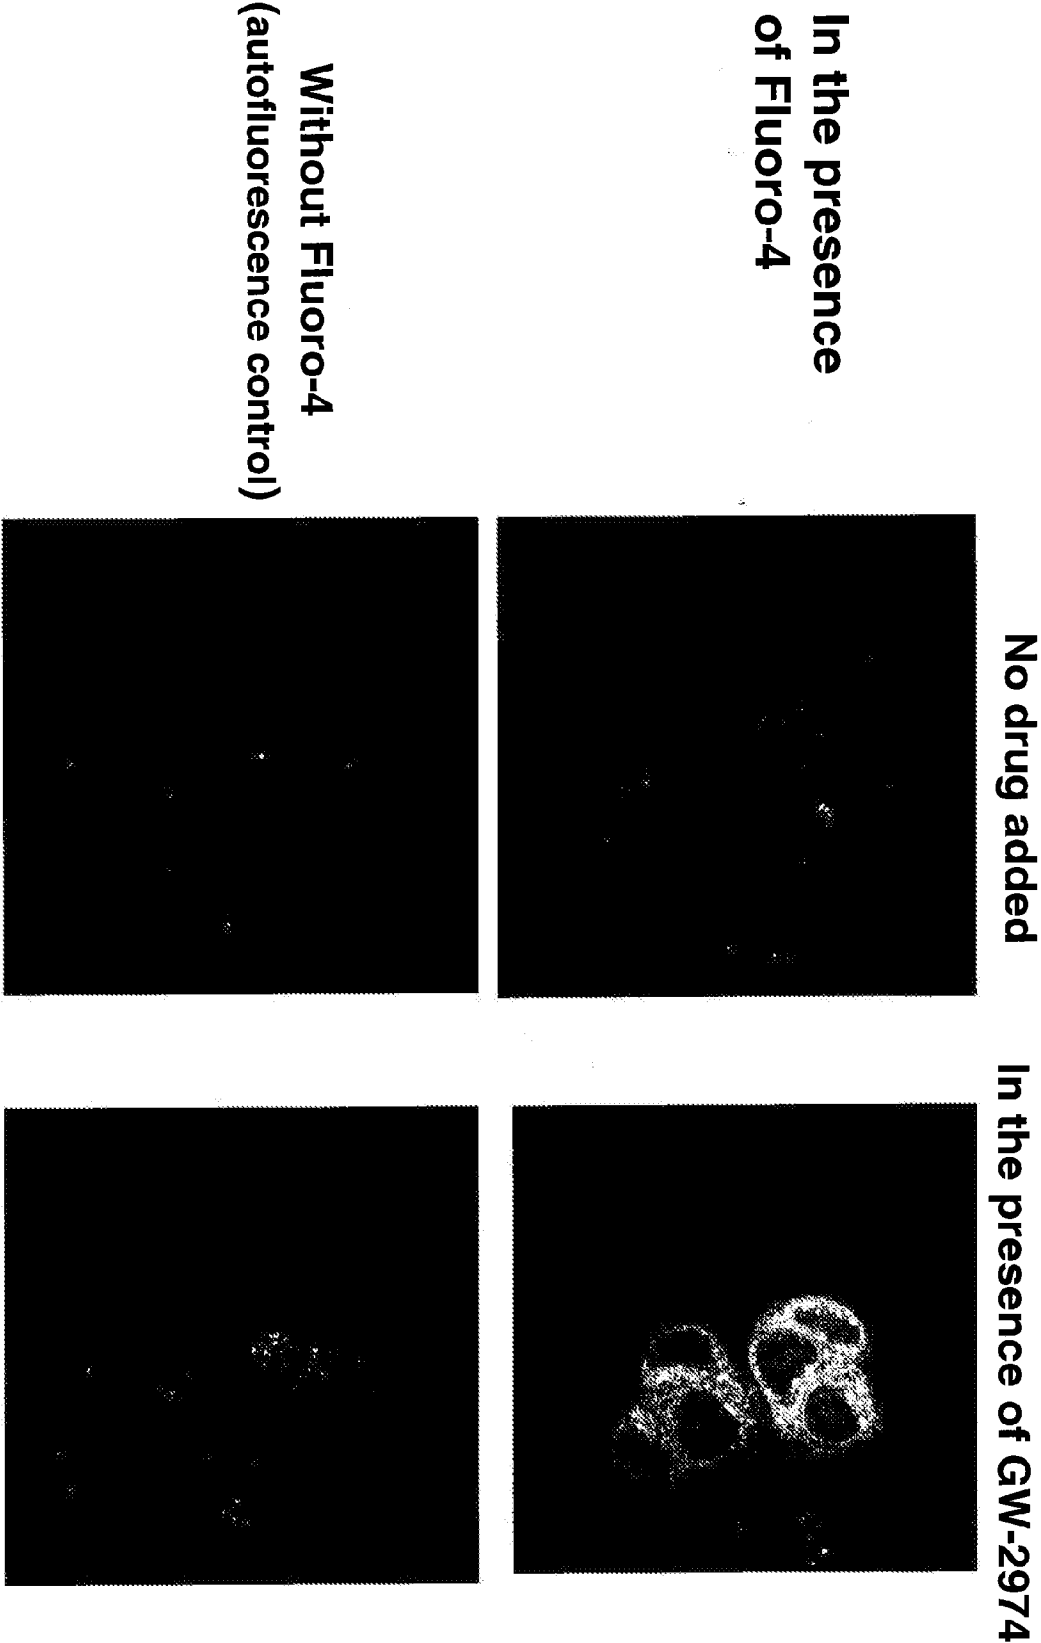 No drug added
In the presence of GW-2974
In the presence
of Fluoro-4
Without Fluoro-4
(autofluorescence control)